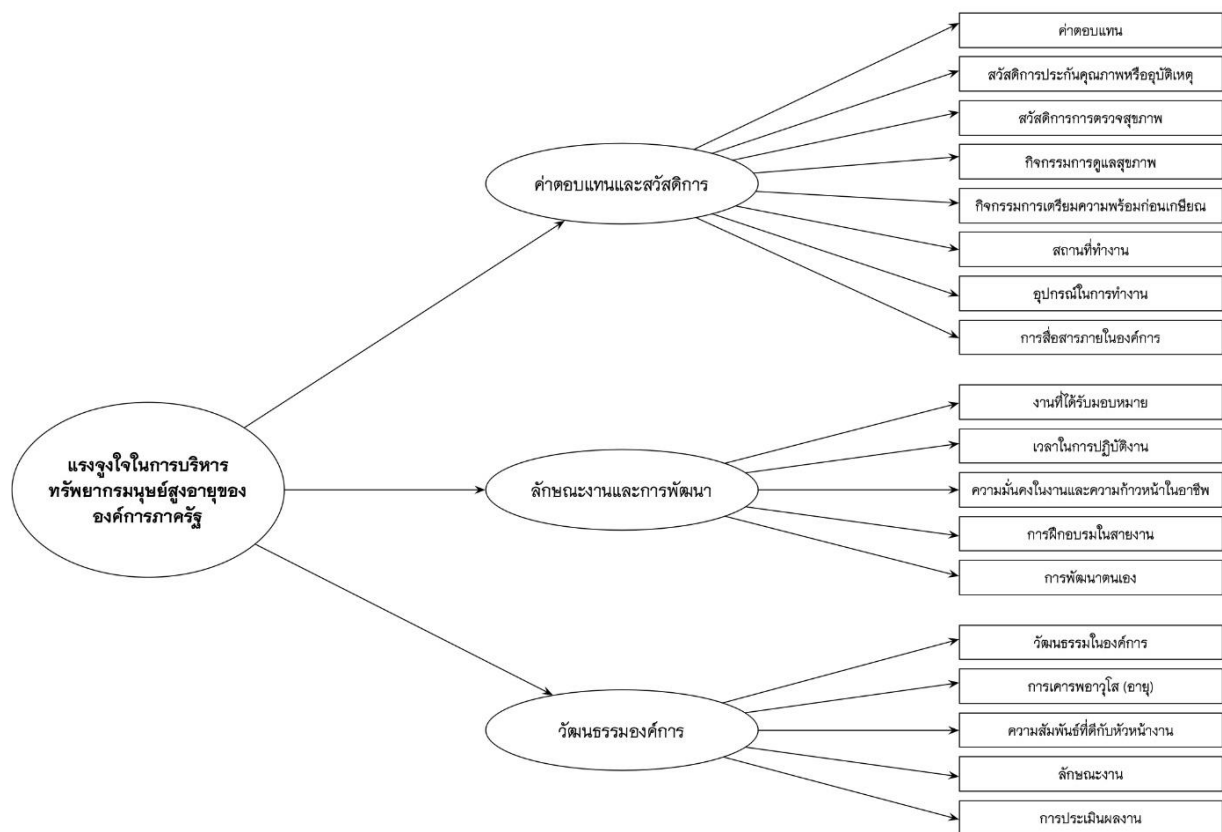 แรงจูงใจในการบริหาร
ทรัพยากรมนุษย์สูงอายุของ
องค์การภาครัฐ
ค่าตอบแทนและสวัสดิการ
ค่าตอบแทน
สวัสดิการประกันคุณภาพหรืออุบัติเหตุ
สวัสดิการการตรวจสุขภาพ
กิจกรรมการดูแลสุขภาพ
กิจกรรมการเตรียมความพร้อมก่อนเกษียณ
สถานที่ทำงาน
อุปกรณ์ในการทำงาน
การสื่อสารภายในองค์การ
ลักษณะงานและการพัฒนา
งานที่ได้รับมอบหมาย
เวลาในการปฏิบัติงาน
ความมั่นคงในงานและความก้าวหน้าในอาชีพ
การฝึกอบรมในสายงาน
การพัฒนาตนเอง
วัฒนธรรมองค์การ
วัฒนธรรมในองค์การ
การเคารพอาวุโส (อายุ)
ความสัมพันธ์ที่ดีกับหัวหน้างาน
ลักษณะงาน
การประเมินผลงาน